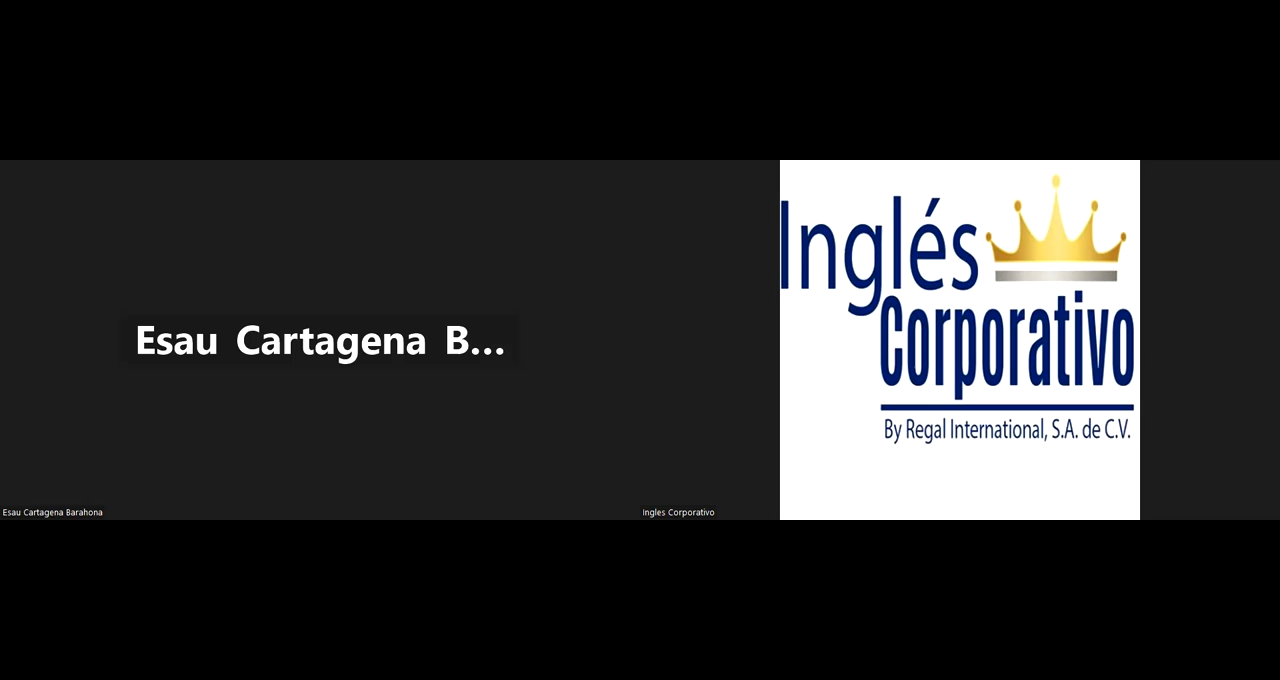 Esau Cartagena B...
Esau Cartagena Barahona
Inglés
Corporativo
By Regal International, S.A. de C.V.
Ingles Corporativo